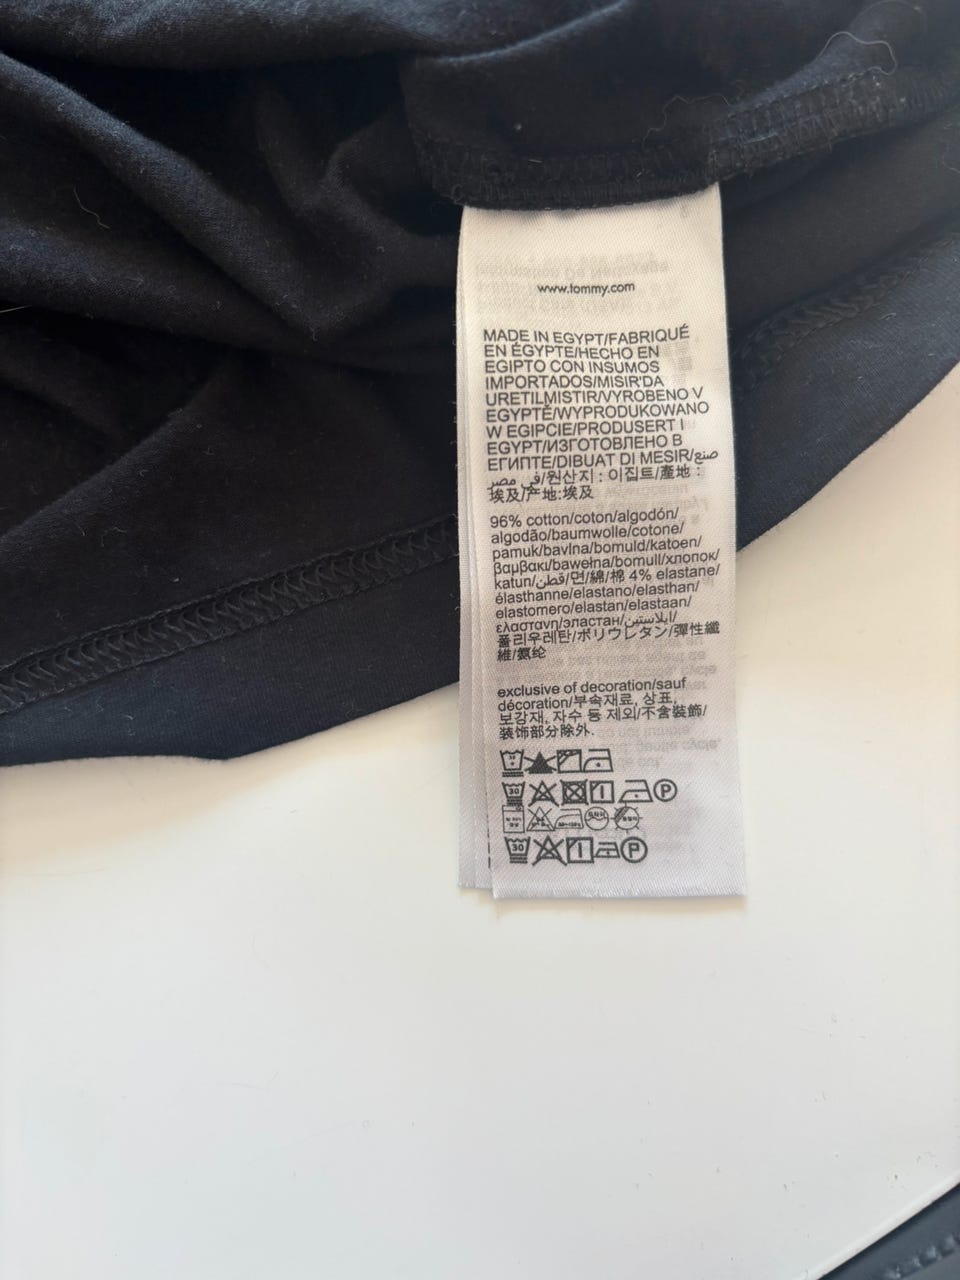 www.tommy.com
MADE IN EGYPT/FABRIQUÉ
EN ÉGYPTE/HECHO EN
EGIPTO CON INSUMOS
IMPORTADOS/MISIR'DA
URETILMISTIR/VYROBENO V
EGYPTĚ/WYPRODUKOWANO
W EGIPCIE/PRODUSERT I
EGYPT/ИЗГОТОВЛЕНО В
ЕГИПТЕ/DIBUAT DI MESIR/صنع
في مصر/원산지 : 이집트/產地 :
埃及/产地:埃及
96% cotton/coton/algodón/
algodão/baumwolle/cotone/
pamuk/bavlna/bomuld/katoen/
βαμβακι/bawełna/bomull/хлопок/
katun/قطن/면/綿/棉 4% elastane/
élasthanne/elastano/elasthan/
elastomero/elastan/elastaan/
ελαστανη/эластан/ايلاستين/
폴리우레탄/ポリウレタン/彈性纖
維/氨纶
exclusive of decoration/sauf
décoration/부속재료, 상표,
보강재, 자수 등 제외/不含裝飾/
装饰部分除外.
30 P
30 P